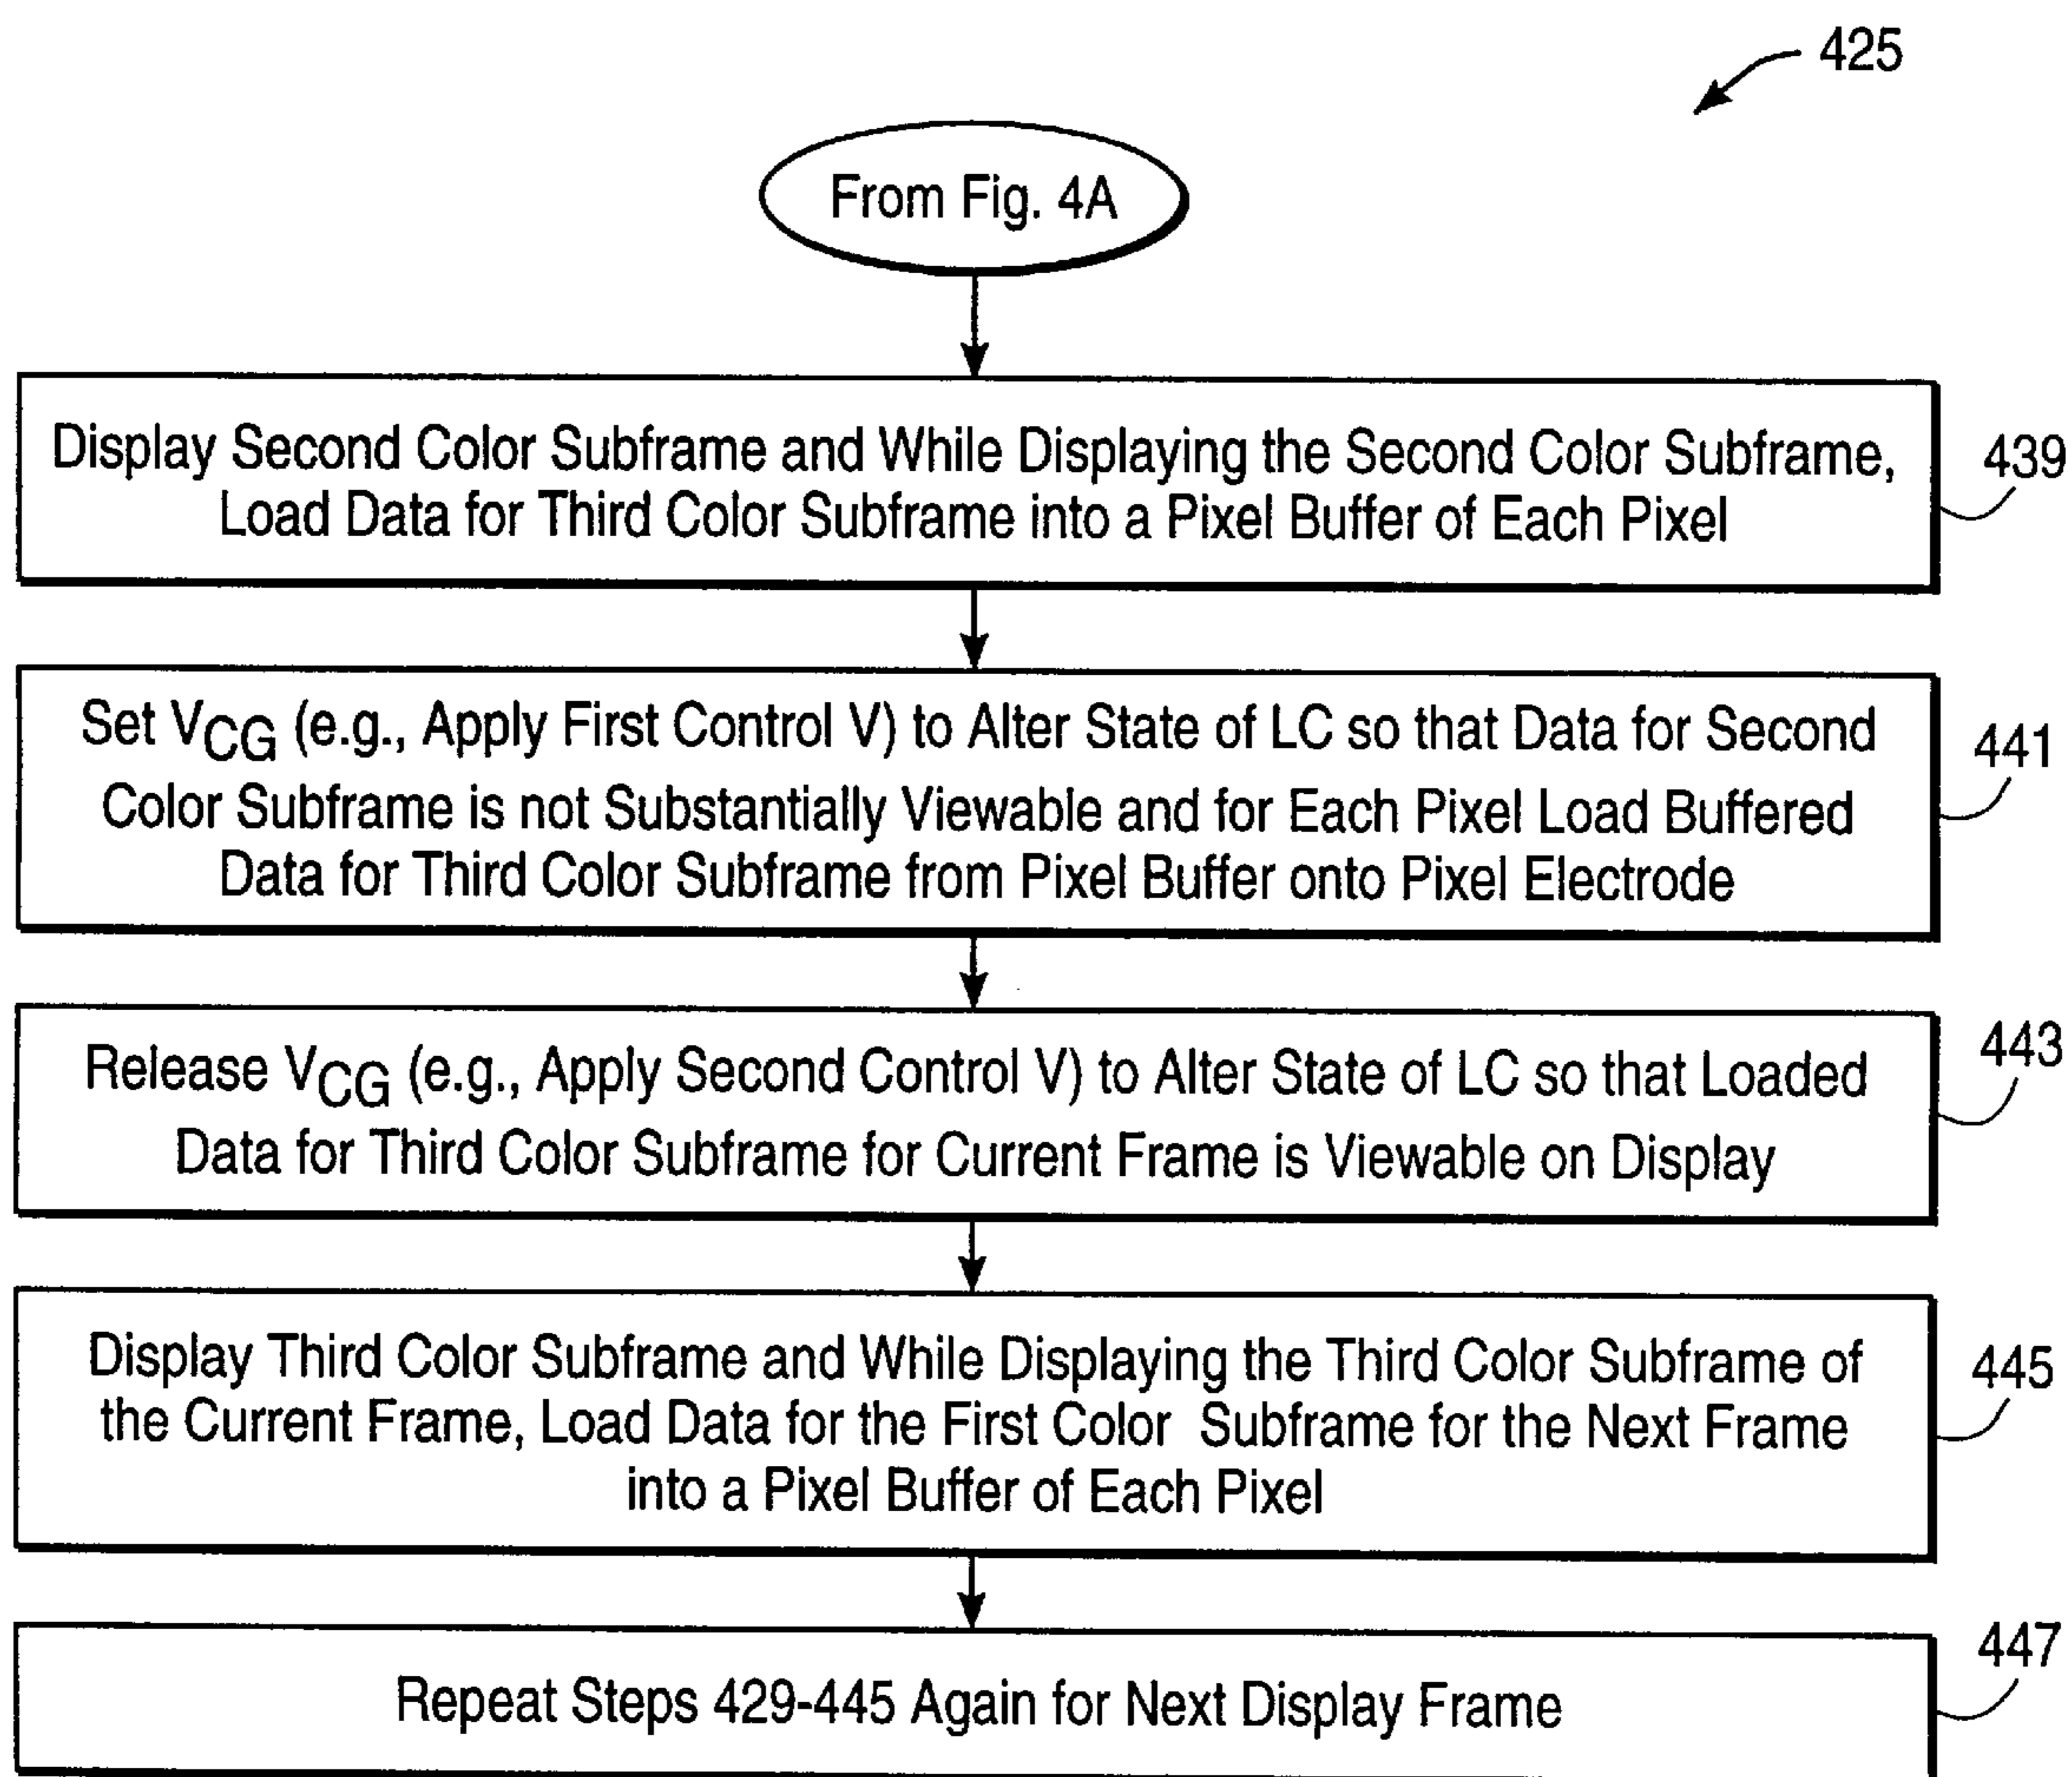 425
From Fig. 4A
Display Second Color Subframe and While Displaying the Second Color Subframe,
Load Data for Third Color Subframe into a Pixel Buffer of Each Pixel
439
Set VCG (e.g., Apply First Control V) to Alter State of LC so that Data for Second
Color Subframe is not Substantially Viewable and for Each Pixel Load Buffered
Data for Third Color Subframe from Pixel Buffer onto Pixel Electrode
441
Release VCG (e.g., Apply Second Control V) to Alter State of LC so that Loaded
Data for Third Color Subframe for Current Frame is Viewable on Display
443
Display Third Color Subframe and While Displaying the Third Color Subframe of
the Current Frame, Load Data for the First Color Subframe for the Next Frame
into a Pixel Buffer of Each Pixel
445
Repeat Steps 429-445 Again for Next Display Frame
447